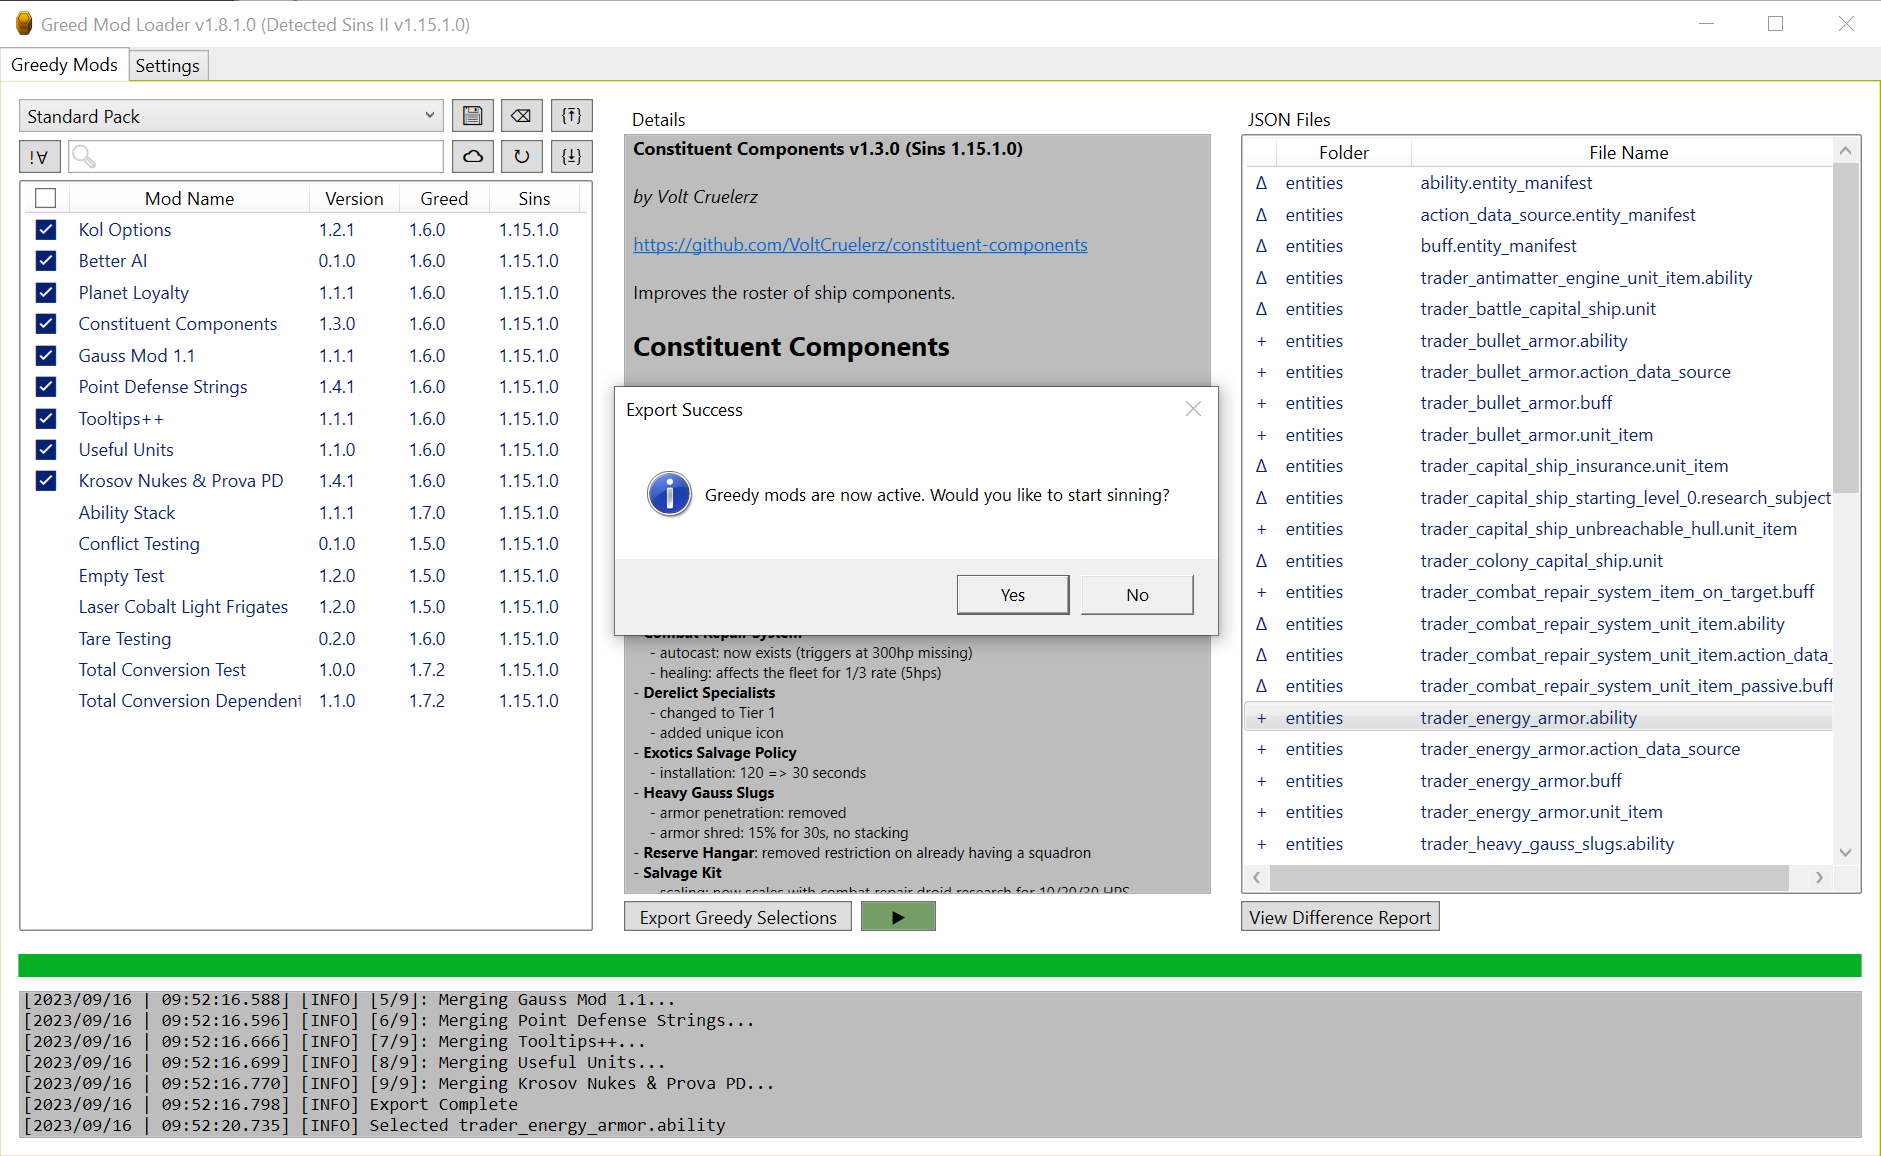 Greed Mod Loader v1.8.1.0 (Detected Sins II v1.15.1.0)
Greedy Mods Settings
Standard Pack
!∀
Mod Name Version Greed Sins
Kol Options 1.2.1 1.6.0 1.15.1.0
Better AI 0.1.0 1.6.0 1.15.1.0
Planet Loyalty 1.1.1 1.6.0 1.15.1.0
Constituent Components 1.3.0 1.6.0 1.15.1.0
Gauss Mod 1.1 1.1.1 1.6.0 1.15.1.0
Point Defense Strings 1.4.1 1.6.0 1.15.1.0
Tooltips++ 1.1.1 1.6.0 1.15.1.0
Useful Units 1.1.0 1.6.0 1.15.1.0
Krosov Nukes & Prova PD 1.4.1 1.6.0 1.15.1.0
Ability Stack 1.1.1 1.7.0 1.15.1.0
Conflict Testing 0.1.0 1.5.0 1.15.1.0
Empty Test 1.2.0 1.5.0 1.15.1.0
Laser Cobalt Light Frigates 1.2.0 1.5.0 1.15.1.0
Tare Testing 0.2.0 1.6.0 1.15.1.0
Total Conversion Test 1.0.0 1.7.2 1.15.1.0
Total Conversion Dependent 1.1.0 1.7.2 1.15.1.0
Details
Constituent Components v1.3.0 (Sins 1.15.1.0)
by Volt Cruelerz
https://github.com/VoltCruelerz/constituent-components
Improves the roster of ship components.
Constituent Components
Export Success
Greedy mods are now active. Would you like to start sinning?
Yes No
- Combat Repair System
- autocast: now exists (triggers at 300hp missing)
- healing: affects the fleet for 1/3 rate (5hps)
- Derelict Specialists
- changed to Tier 1
- added unique icon
- Exotics Salvage Policy
- installation: 120 => 30 seconds
- Heavy Gauss Slugs
- armor penetration: removed
- armor shred: 15% for 30s, no stacking
- Reserve Hangar: removed restriction on already having a squadron
- Salvage Kit
- scaling: now scales with combat repair droid research for 10/20/30 HPS
Export Greedy Selections
JSON Files
Folder File Name
Δ entities ability.entity_manifest
Δ entities action_data_source.entity_manifest
Δ entities buff.entity_manifest
Δ entities trader_antimatter_engine_unit_item.ability
Δ entities trader_battle_capital_ship.unit
+ entities trader_bullet_armor.ability
+ entities trader_bullet_armor.action_data_source
+ entities trader_bullet_armor.buff
+ entities trader_bullet_armor.unit_item
Δ entities trader_capital_ship_insurance.unit_item
Δ entities trader_capital_ship_starting_level_0.research_subject
+ entities trader_capital_ship_unbreachable_hull.unit_item
Δ entities trader_colony_capital_ship.unit
+ entities trader_combat_repair_system_item_on_target.buff
Δ entities trader_combat_repair_system_unit_item.ability
Δ entities trader_combat_repair_system_unit_item.action_data_
Δ entities trader_combat_repair_system_unit_item_passive.buff
+ entities trader_energy_armor.ability
+ entities trader_energy_armor.action_data_source
+ entities trader_energy_armor.buff
+ entities trader_energy_armor.unit_item
+ entities trader_heavy_gauss_slugs.ability
View Difference Report
[2023/09/16 | 09:52:16.588] [INFO] [5/9]: Merging Gauss Mod 1.1...
[2023/09/16 | 09:52:16.596] [INFO] [6/9]: Merging Point Defense Strings...
[2023/09/16 | 09:52:16.666] [INFO] [7/9]: Merging Tooltips++...
[2023/09/16 | 09:52:16.699] [INFO] [8/9]: Merging Useful Units...
[2023/09/16 | 09:52:16.770] [INFO] [9/9]: Merging Krosov Nukes & Prova PD...
[2023/09/16 | 09:52:16.798] [INFO] Export Complete
[2023/09/16 | 09:52:20.735] [INFO] Selected trader_energy_armor.ability